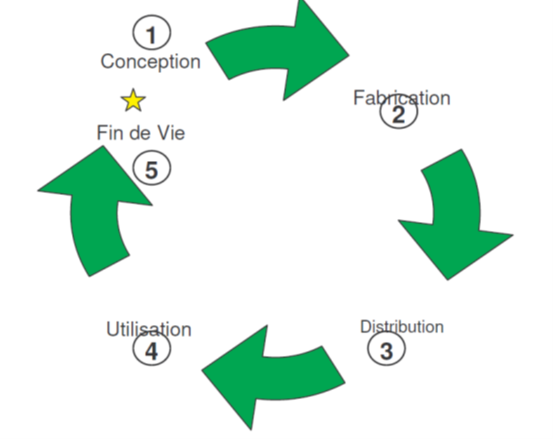 1
Conception
Fabrication
2
Distribution
3
Utilisation
4
Fin de Vie
5